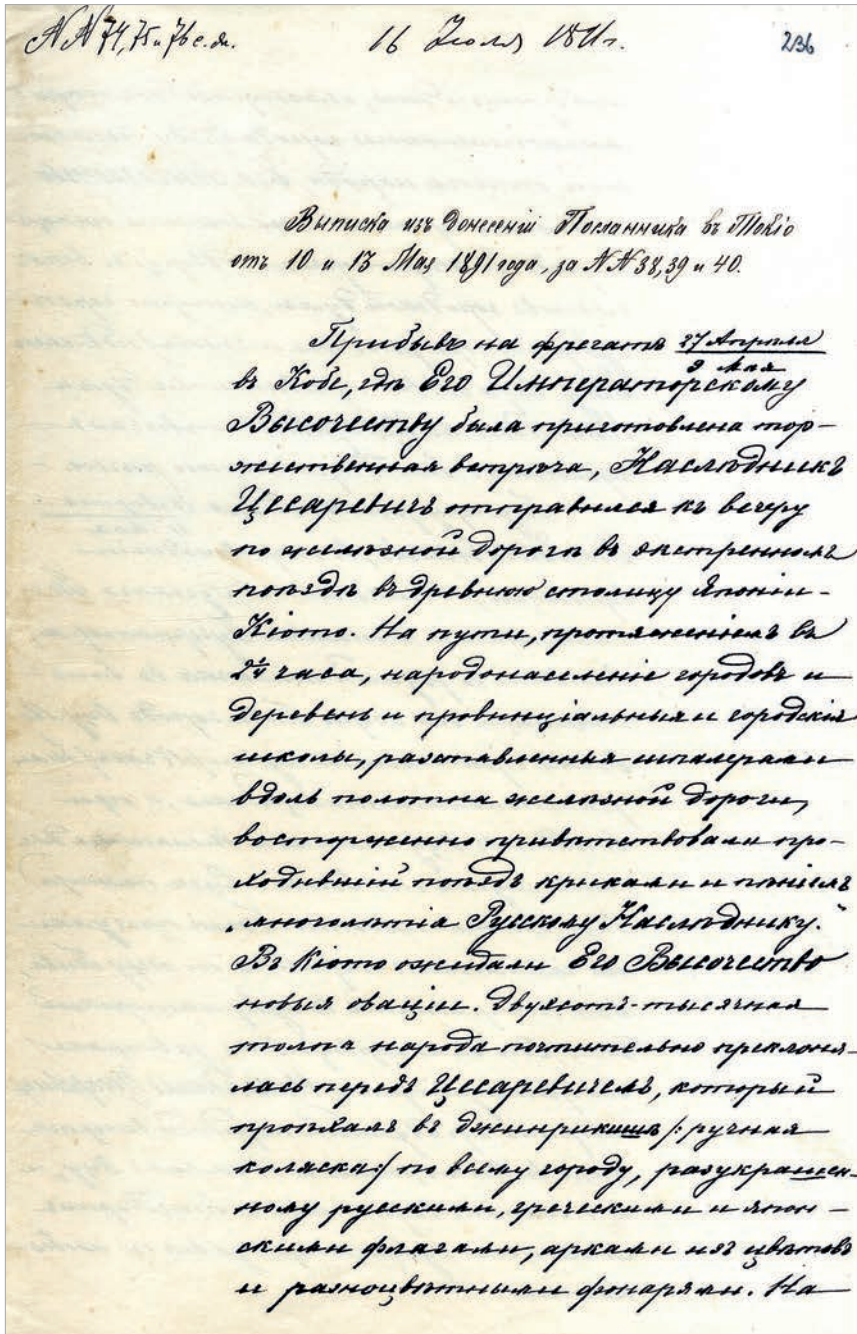 NN 74, 75 и 76 с. м.
16 Июля 1891 г.
236
Выписка изъ донесеній Посланника въ Токіо
отъ 10 и 13 Мая 1891 года, за NN 38, 39 и 40.
Прибывъ на фрегатѣ 27 Апрѣля
9 Мая
въ Кобе, гдѣ Его Императорскому
Высочеству была приготовлена тор-
жественная встрѣча, Наслѣдникъ
Цесаревичъ отправился къ вечеру
по желѣзной дорогѣ въ экстренномъ
поѣздѣ въ древнюю столицу Японіи -
Кіото. На пути, протяженіемъ въ
2¼ часа, народонаселеніе городовъ и
деревень и провинціальныя и городскія
школы, разставленныя шпалерами
вдоль полотна желѣзной дороги,
восторженно привѣтствовали про-
ходившій поѣздъ криками и пѣніемъ
„многолѣтія Русскому Наслѣднику.“
Въ Кіото ожидали Его Высочество
новыя оваціи. Двухсотъ-тысячная
толпа народа почтительно преклоня-
лась передъ Цесаревичемъ, который
проѣхалъ въ джинрикишѣ /: ручная
коляска :/ по всему городу, разукрашен-
ному русскими, греческими и япон-
скими флагами, арками изъ цвѣтовъ
и разноцвѣтными фонарями. На